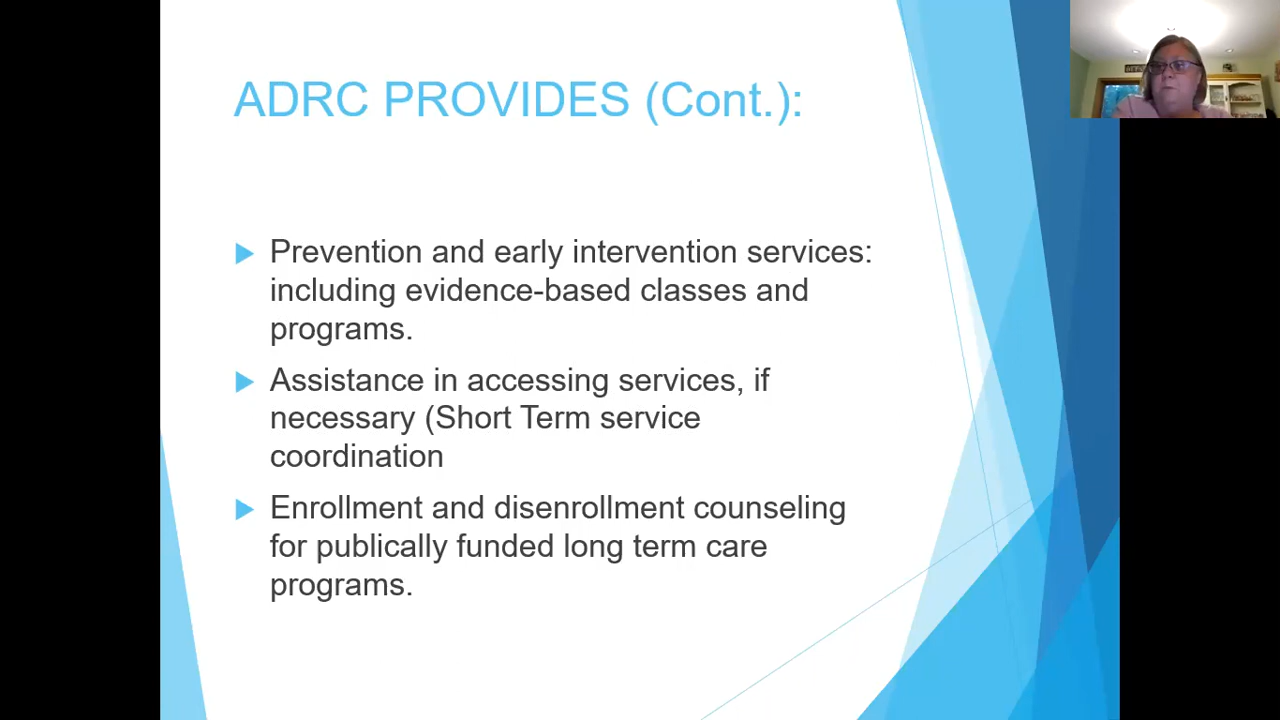 ADRC PROVIDES (Cont.):
Prevention and early intervention services:
including evidence-based classes and
programs.
Assistance in accessing services, if
necessary (Short Term service
coordination
Enrollment and disenrollment counseling
for publically funded long term care
programs.